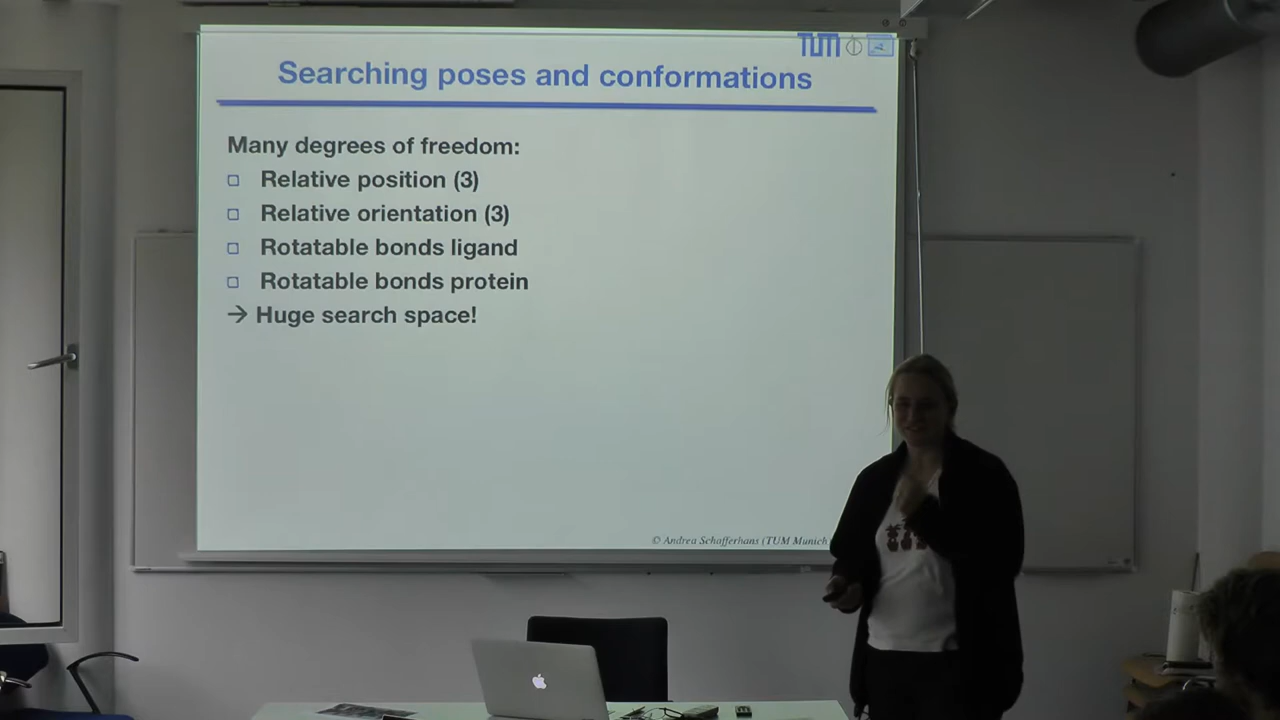 TUM
Searching poses and conformations
Many degrees of freedom:
Relative position (3)
Relative orientation (3)
Rotatable bonds ligand
Rotatable bonds protein
→ Huge search space!
© Andrea Schafferhans (TUM Munich